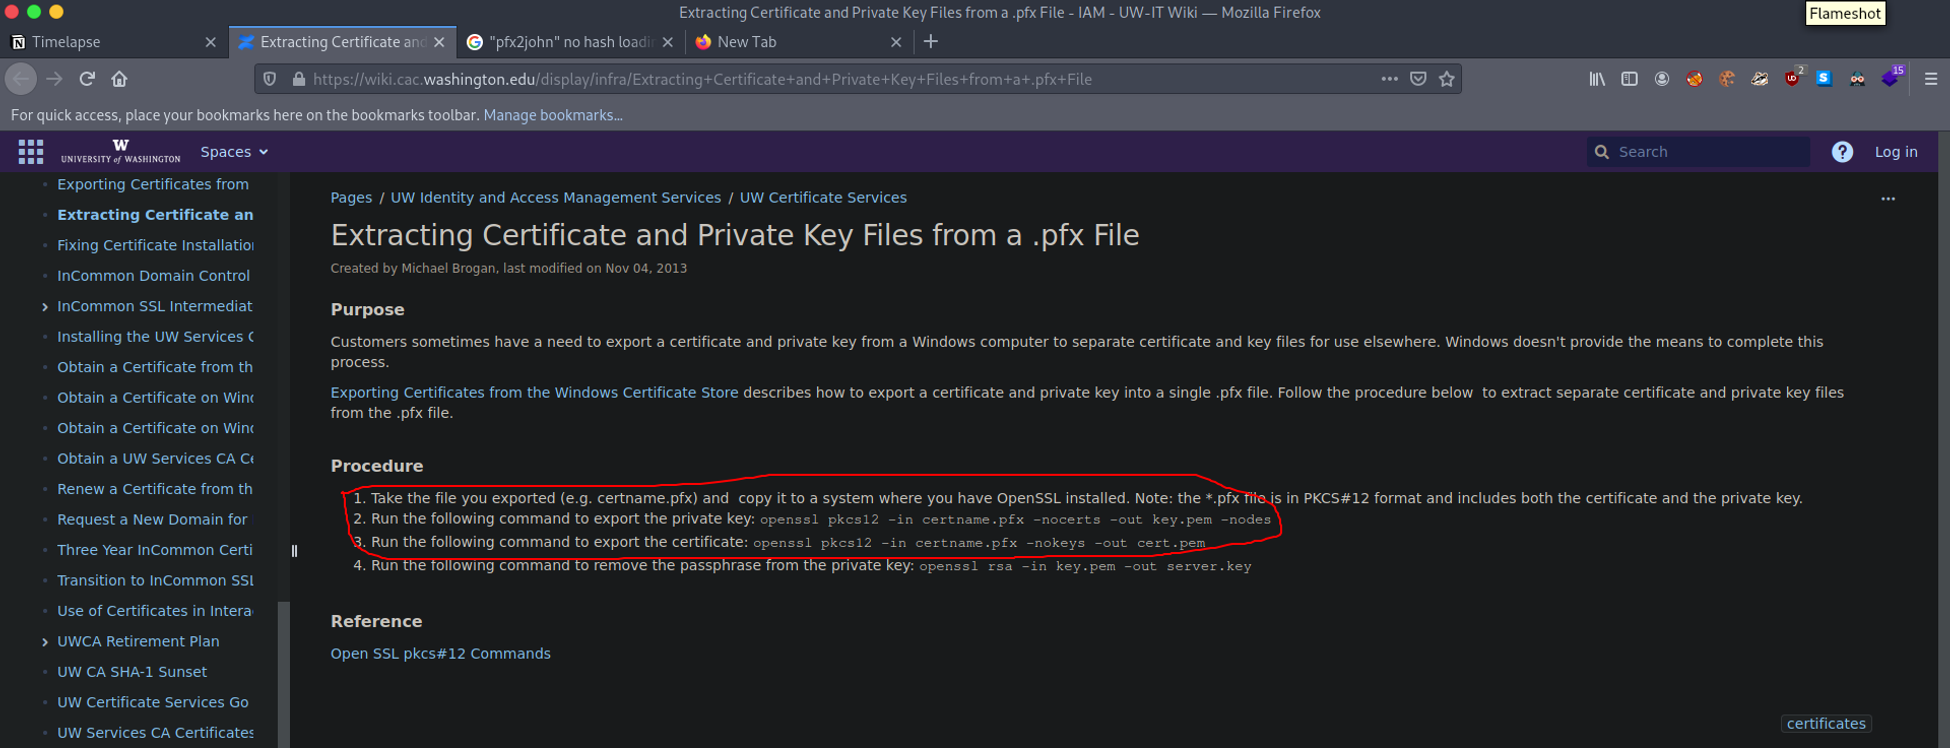 Extracting Certificate and Private Key Files from a .pfx File - IAM - UW-IT Wiki — Mozilla Firefox
Flameshot
Timelapse
Extracting Certificate and
"pfx2john" no hash loadin
New Tab
https://wiki.cac.washington.edu/display/infra/Extracting+Certificate+and+Private+Key+Files+from+a+.pfx+File
2
15
For quick access, place your bookmarks here on the bookmarks toolbar. Manage bookmarks...
W
UNIVERSITY of WASHINGTON
Spaces
Search
?
Log in
Exporting Certificates from
Extracting Certificate an
Fixing Certificate Installation
InCommon Domain Control
InCommon SSL Intermediat
Installing the UW Services C
Obtain a Certificate from th
Obtain a Certificate on Wind
Obtain a Certificate on Wind
Obtain a UW Services CA Ce
Renew a Certificate from th
Request a New Domain for
Three Year InCommon Certi
Transition to InCommon SSL
Use of Certificates in Intera
UWCA Retirement Plan
UW CA SHA-1 Sunset
UW Certificate Services Go
UW Services CA Certificates
Pages / UW Identity and Access Management Services / UW Certificate Services
Extracting Certificate and Private Key Files from a .pfx File
Created by Michael Brogan, last modified on Nov 04, 2013
Purpose
Customers sometimes have a need to export a certificate and private key from a Windows computer to separate certificate and key files for use elsewhere. Windows doesn't provide the means to complete this
process.
Exporting Certificates from the Windows Certificate Store describes how to export a certificate and private key into a single .pfx file. Follow the procedure below to extract separate certificate and private key files
from the .pfx file.
Procedure
1. Take the file you exported (e.g. certname.pfx) and copy it to a system where you have OpenSSL installed. Note: the *.pfx file is in PKCS#12 format and includes both the certificate and the private key.
2. Run the following command to export the private key: openssl pkcs12 -in certname.pfx -nocerts -out key.pem -nodes
3. Run the following command to export the certificate: openssl pkcs12 -in certname.pfx -nokeys -out cert.pem
4. Run the following command to remove the passphrase from the private key: openssl rsa -in key.pem -out server.key
Reference
Open SSL pkcs#12 Commands
certificates